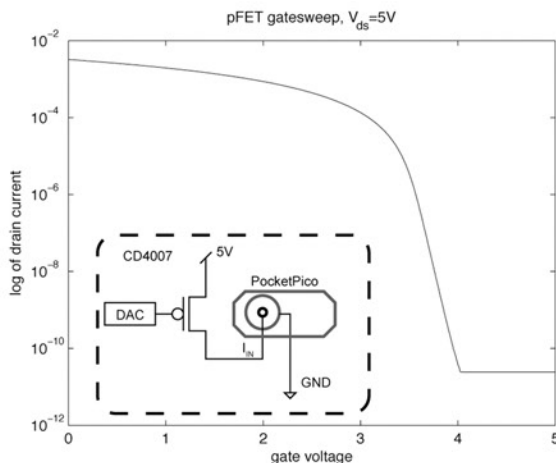 pFET gatesweep, V_ds=5V
log of drain current
10^-2
10^-4
10^-6
10^-8
10^-10
10^-12
CD4007
5V
PocketPico
DAC
I_IN
GND
0 1 2 3 4 5
gate voltage